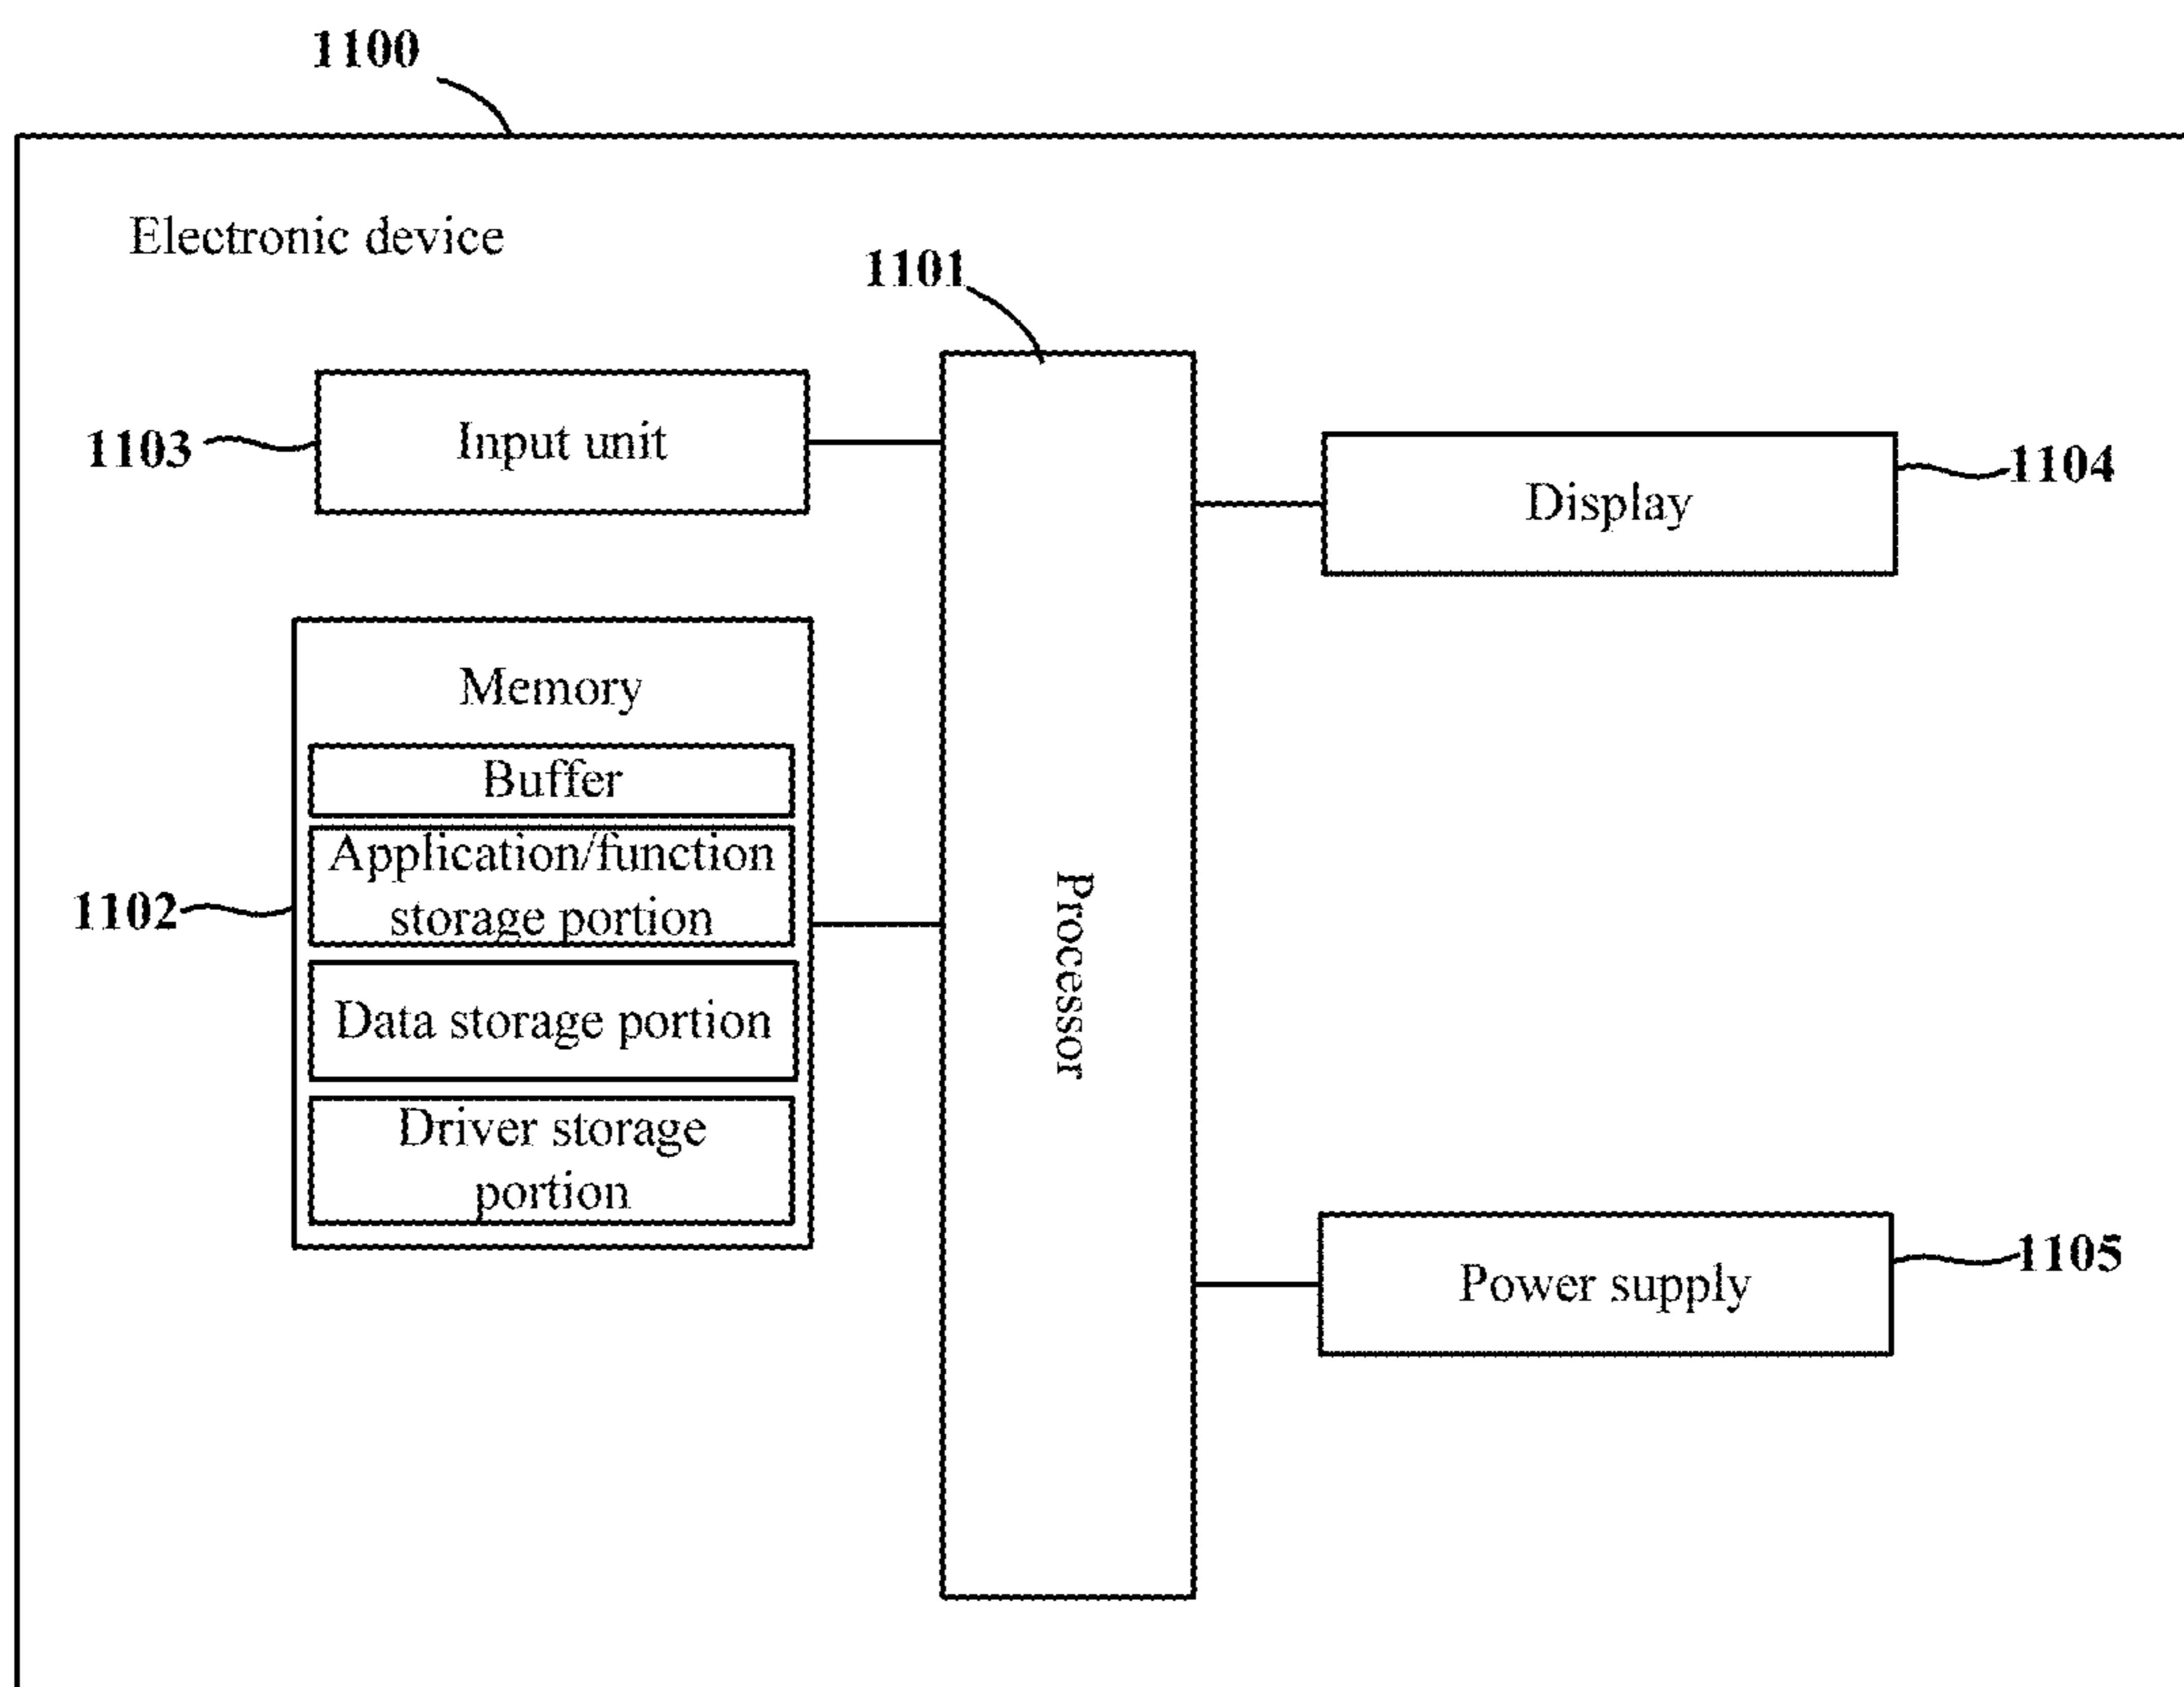 1100
Electronic device
1101
1103
Input unit
Display
1104
Memory
Buffer
Application/function
storage portion
1102
Data storage portion
Driver storage
portion
Processor
Power supply
1105